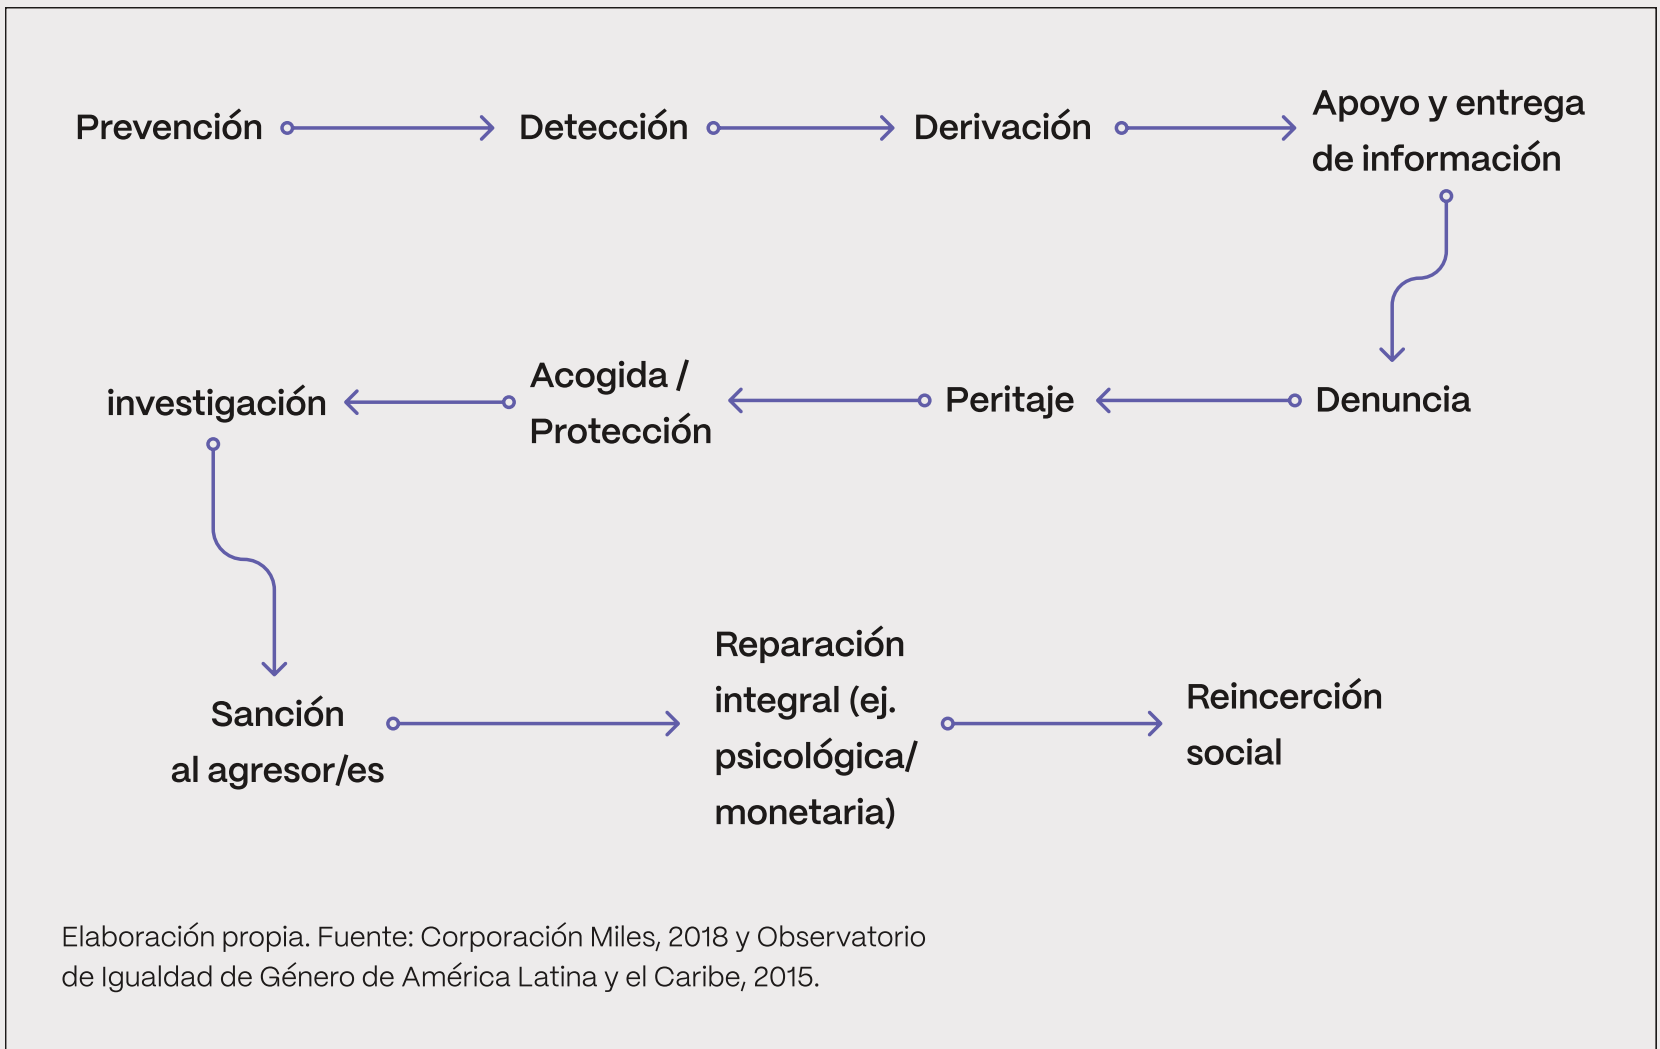 Prevención
Detección
Derivación
Apoyo y entrega
de información
Denuncia
Peritaje
Acogida /
Protección
investigación
Sanción
al agresor/es
Reparación
integral (ej.
psicológica/
monetaria)
Reincerción
social
Elaboración propia. Fuente: Corporación Miles, 2018 y Observatorio
de Igualdad de Género de América Latina y el Caribe, 2015.